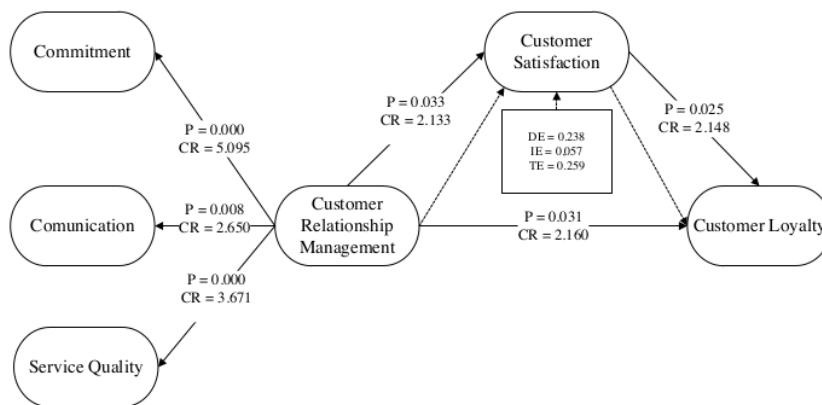 Commitment
Customer
Satisfaction
P = 0.033
CR = 2.133
P = 0.025
CR = 2.148
P = 0.000
CR = 5.095
DE = 0.238
IE = 0.057
TE = 0.259
Comunication
P = 0.008
CR = 2.650
Customer
Relationship
Management
P = 0.031
CR = 2.160
Customer Loyalty
P = 0.000
CR = 3.671
Service Quality